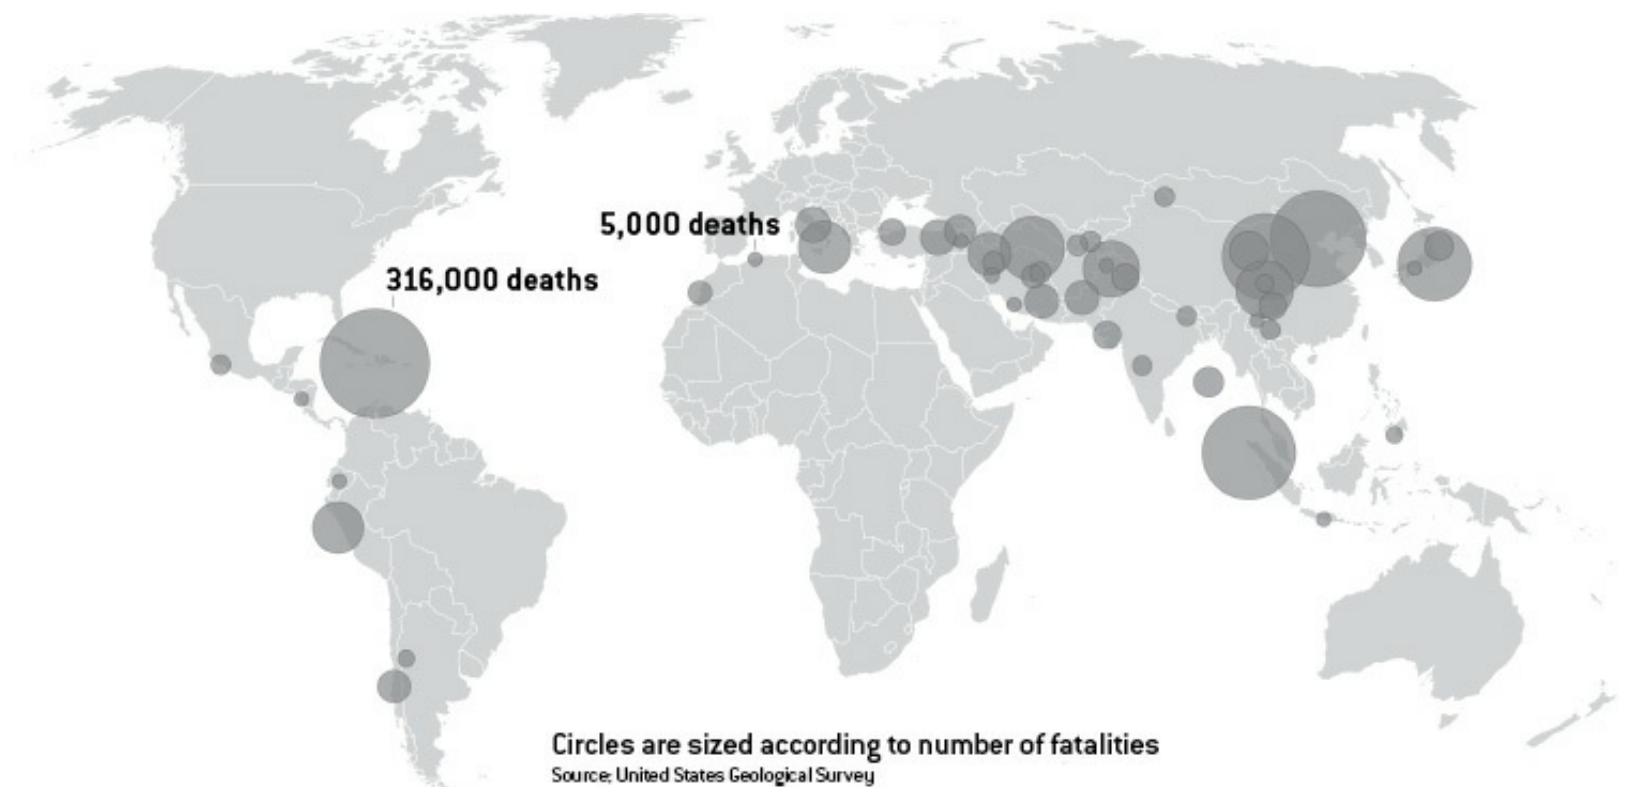 5,000 deaths
316,000 deaths
Circles are sized according to number of fatalities
Source: United States Geological Survey